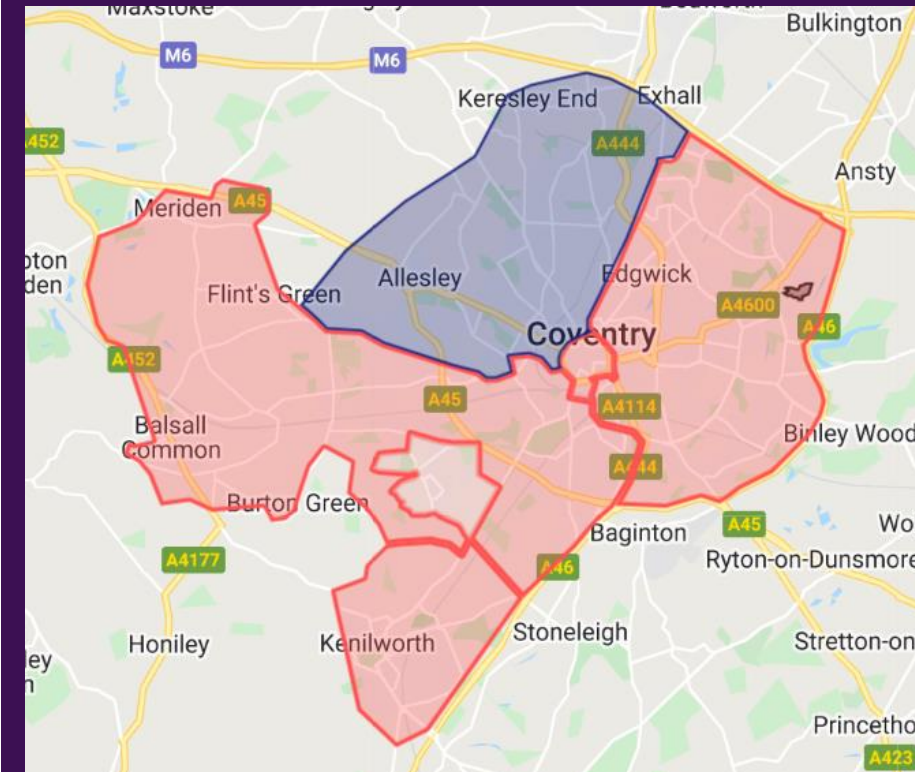 Maxstoke
Bulkington
M6
M6
Keresley End
Exhall
A452
A444
Ansty
Meriden
A45
Edgwick
Allesley
Flint's Green
A4600
A46
Coventry
A452
A45
A4114
Balsall
Common
Binley Wood
A444
Burton Green
Baginton
A45
Wo
A4177
A46
Ryton-on-Dunsmore
Honiley
Kenilworth
Stoneleigh
Stretton-on
ley
Princetho
A423